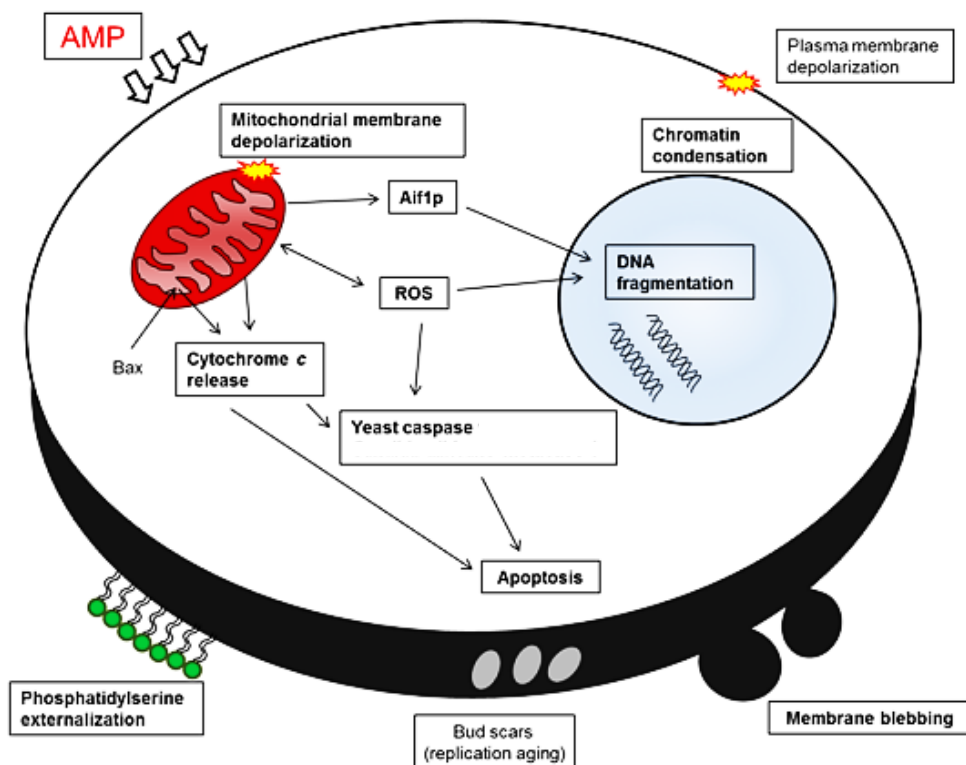 AMP
Plasma membrane
depolarization
Mitochondrial membrane
depolarization
Chromatin
condensation
Aif1p
DNA
fragmentation
ROS
Bax
Cytochrome c
release
Yeast caspase
Apoptosis
Phosphatidylserine
externalization
Bud scars
(replication aging)
Membrane blebbing